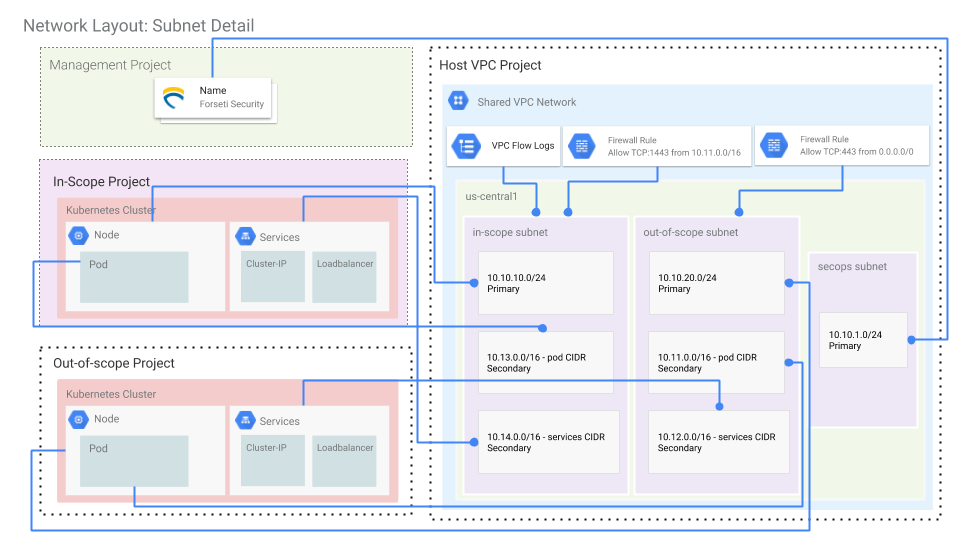 Network Layout: Subnet Detail
Management Project
Name
Forseti Security
Host VPC Project
Shared VPC Network
VPC Flow Logs
Firewall Rule
Allow TCP:1443 from 10.11.0.0/16
Firewall Rule
Allow TCP:443 from 0.0.0.0/0
In-Scope Project
Kubernetes Cluster
Node
Pod
Services
Cluster-IP
Loadbalancer
us-central1
in-scope subnet
10.10.10.0/24
Primary
10.13.0.0/16 - pod CIDR
Secondary
10.14.0.0/16 - services CIDR
Secondary
out-of-scope subnet
10.10.20.0/24
Primary
10.11.0.0/16 - pod CIDR
Secondary
10.12.0.0/16 - services CIDR
Secondary
secops subnet
10.10.1.0/24
Primary
Out-of-scope Project
Kubernetes Cluster
Node
Pod
Services
Cluster-IP
Loadbalancer